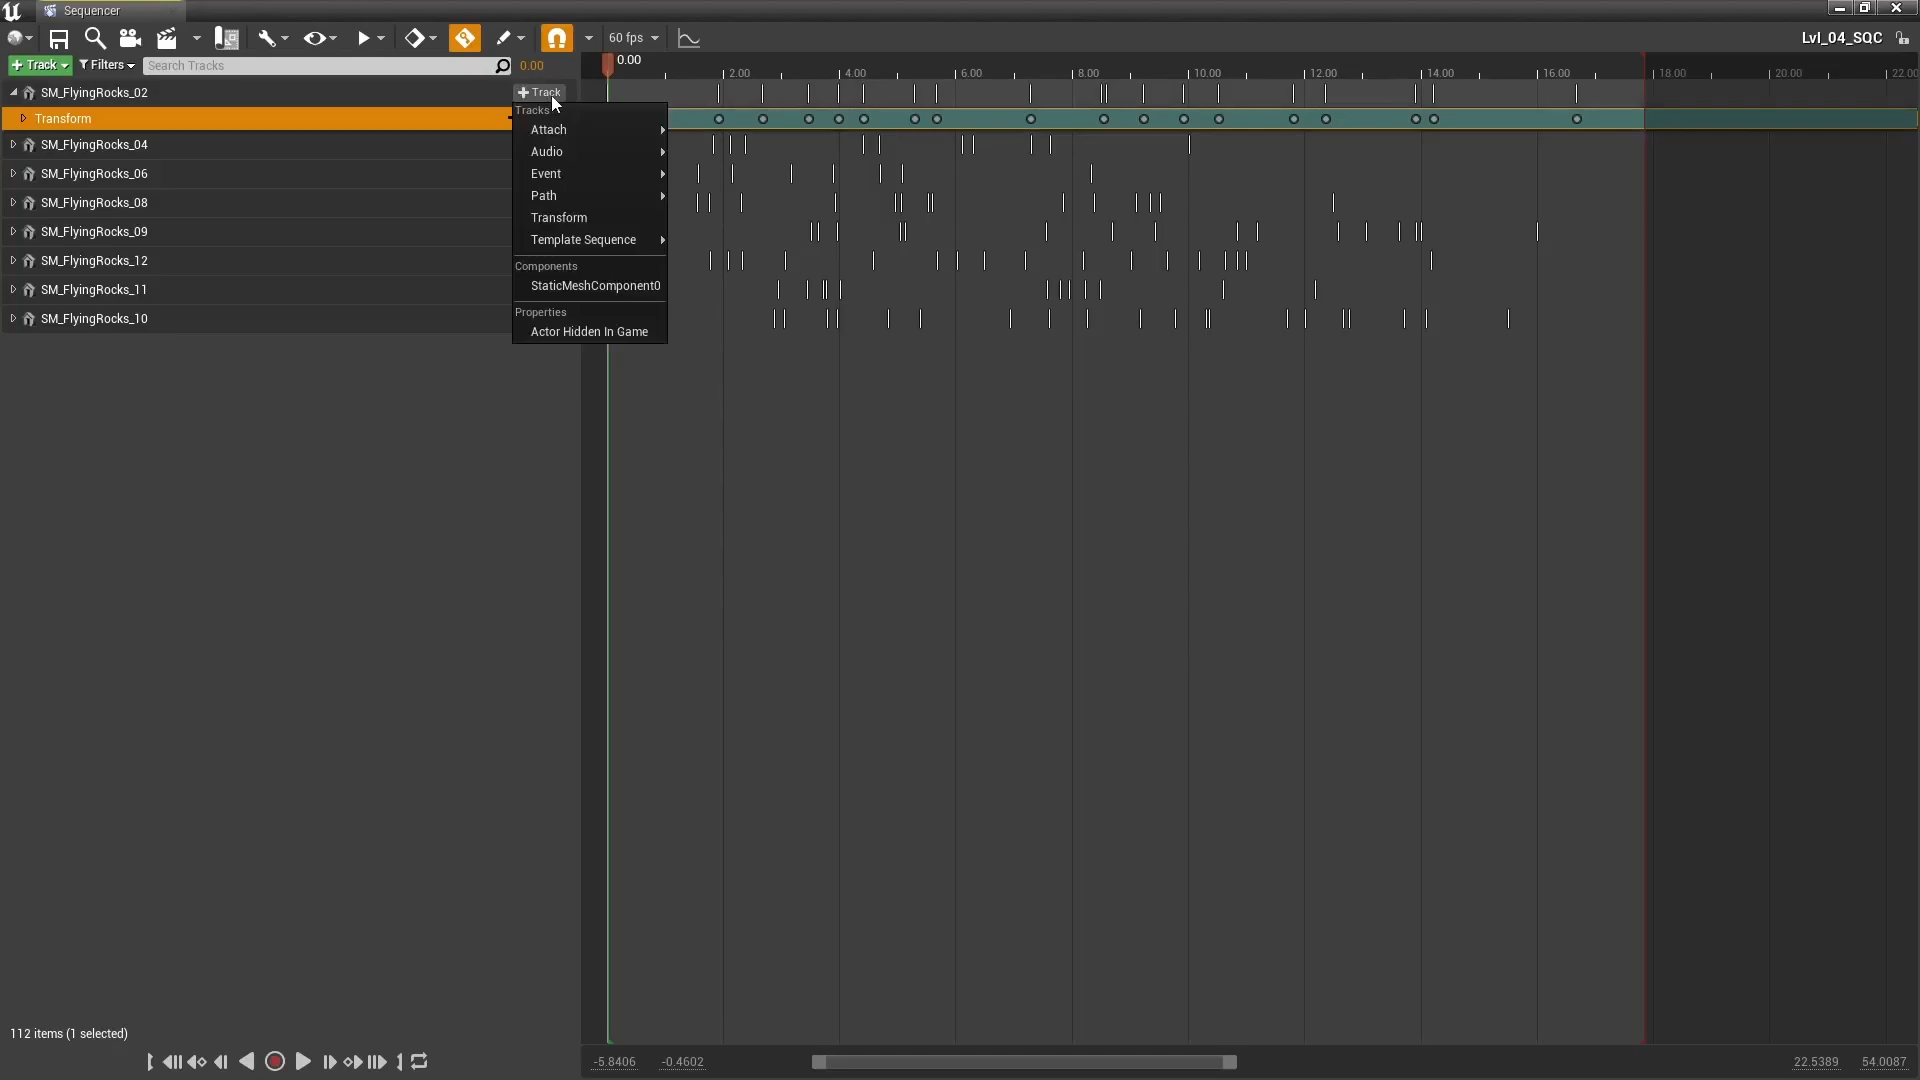 Sequencer
60 fps
Lvl_04_SQC
Track
Filters
Search Tracks
0.00
0.00
2.00
4.00
6.00
8.00
10.00
12.00
14.00
16.00
18.00
20.00
22.00
SM_FlyingRocks_02
Track
Transform
SM_FlyingRocks_04
SM_FlyingRocks_06
SM_FlyingRocks_08
SM_FlyingRocks_09
SM_FlyingRocks_12
SM_FlyingRocks_11
SM_FlyingRocks_10
Tracks
Attach
Audio
Event
Path
Transform
Template Sequence
Components
StaticMeshComponent0
Properties
Actor Hidden In Game
112 items (1 selected)
-5.8406
-0.4602
22.5389
54.0087